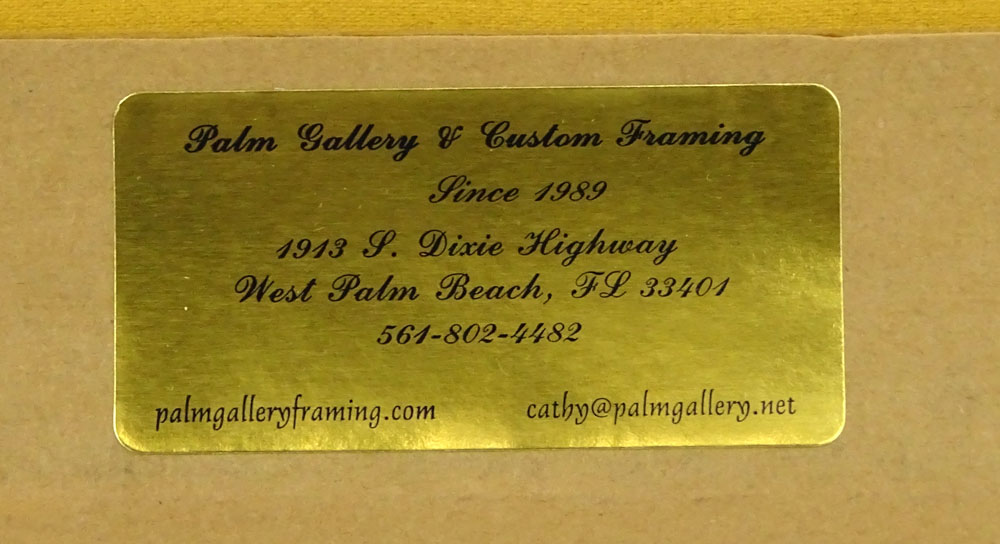 Palm Gallery & Custom Framing
Since 1989
1913 S. Dixie Highway
West Palm Beach, FL 33401
561-802-4482
palmgalleryframing.com cathy@palmgallery.net